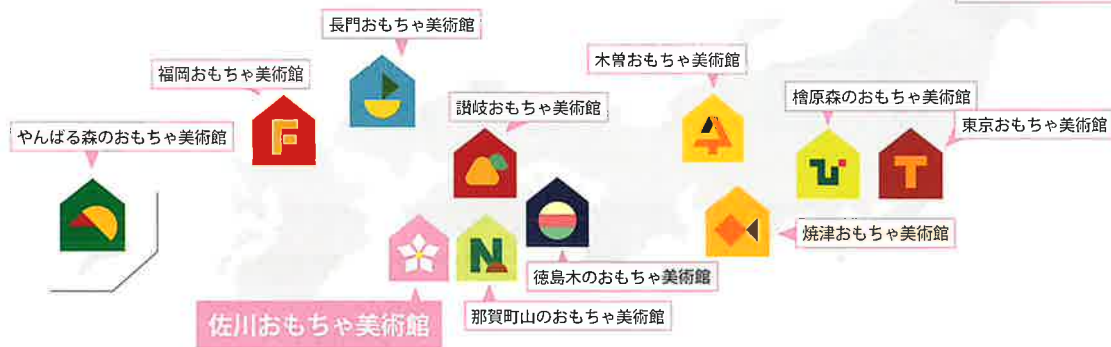 長門おもちゃ美術館
木曽おもちゃ美術館
福岡おもちゃ美術館
讃岐おもちゃ美術館
檜原森のおもちゃ美術館
東京おもちゃ美術館
やんばる森のおもちゃ美術館
F
T
N
焼津おもちゃ美術館
徳島木のおもちゃ美術館
佐川おもちゃ美術館
那賀町山のおもちゃ美術館